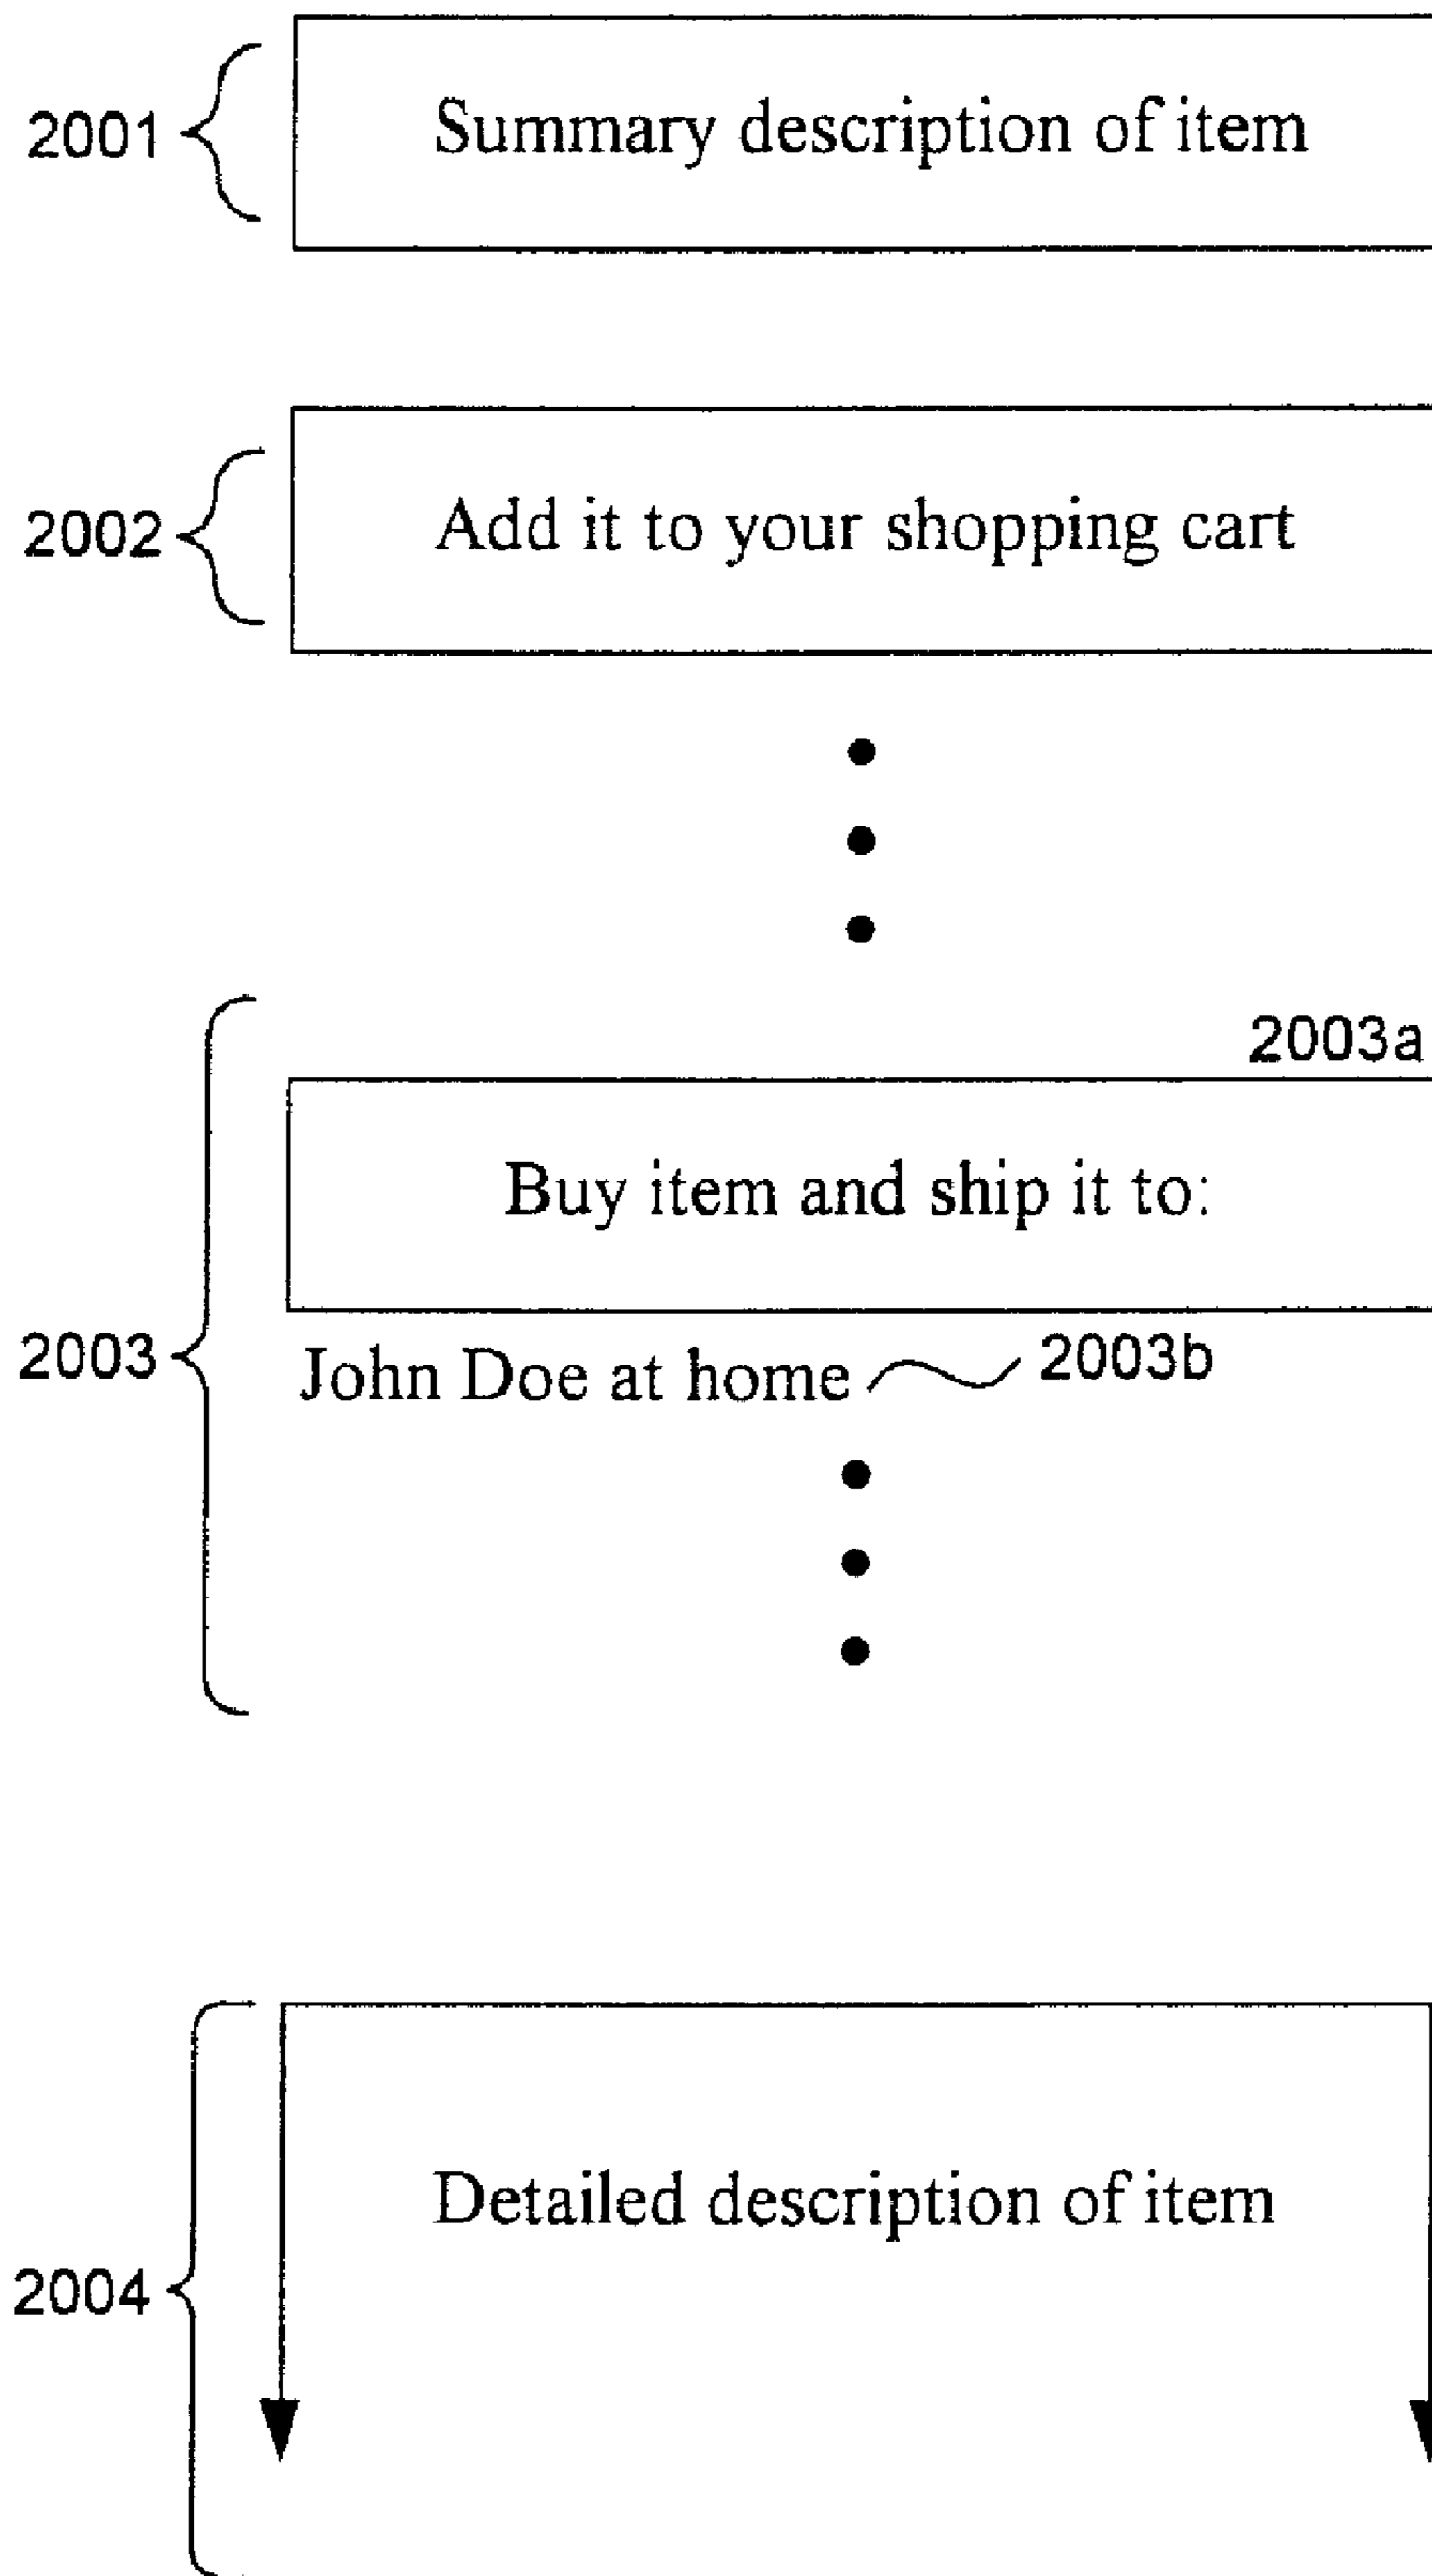 2001
Summary description of item
2002
Add it to your shopping cart
2003a
Buy item and ship it to:
2003
John Doe at home 2003b
Detailed description of item
2004